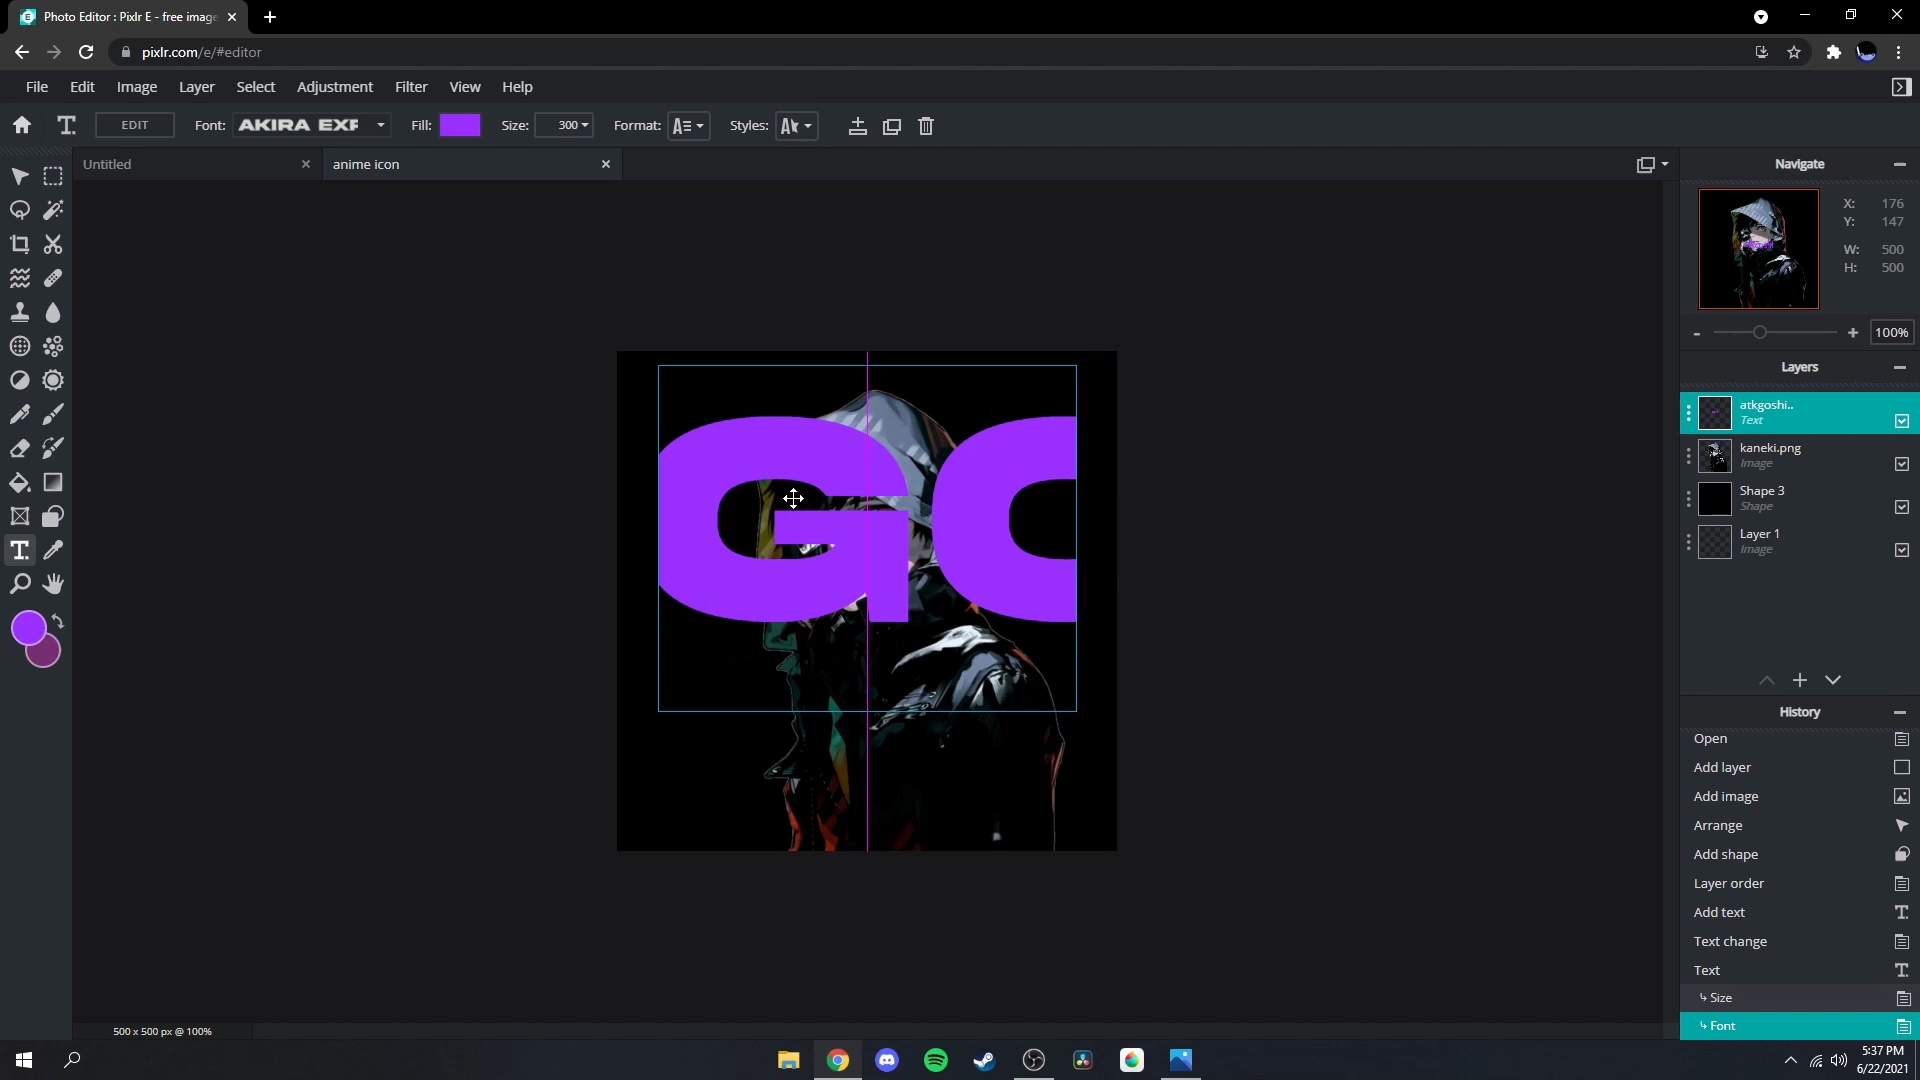 Photo Editor : Pixlr E - free image
pixlr.com/e/#editor
File Edit Image Layer Select Adjustment Filter View Help
EDIT Font: AKIRA EXP Fill: Size: 300 Format: Styles:
Untitled anime icon
Navigate
X: 176
Y: 147
W: 500
H: 500
100%
Layers
atkgoshi..
Text
kaneki.png
Image
Shape 3
Shape
Layer 1
Image
GO
History
Open
Add layer
Add image
Arrange
Add shape
Layer order
Add text
Text change
Text
Size
Font
500 x 500 px @ 100%
5:37 PM
6/22/2021